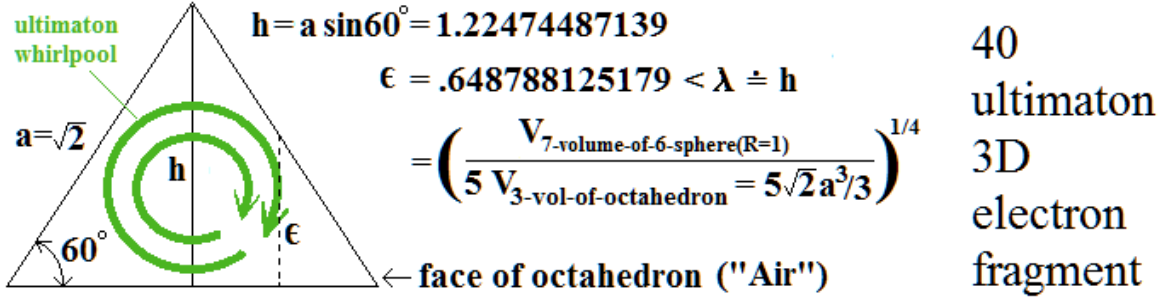 ultimaton
whirlpool
h = a sin60° = 1.22474487139
ϵ = .648788125179 < λ ≐ h
a=√2
h
= (V7-volume-of-6-sphere(R=1) / 5 V3-vol-of-octahedron = 5√2 a³/3)^1/4
ϵ
60°
← face of octahedron ("Air")
40
ultimaton
3D
electron
fragment